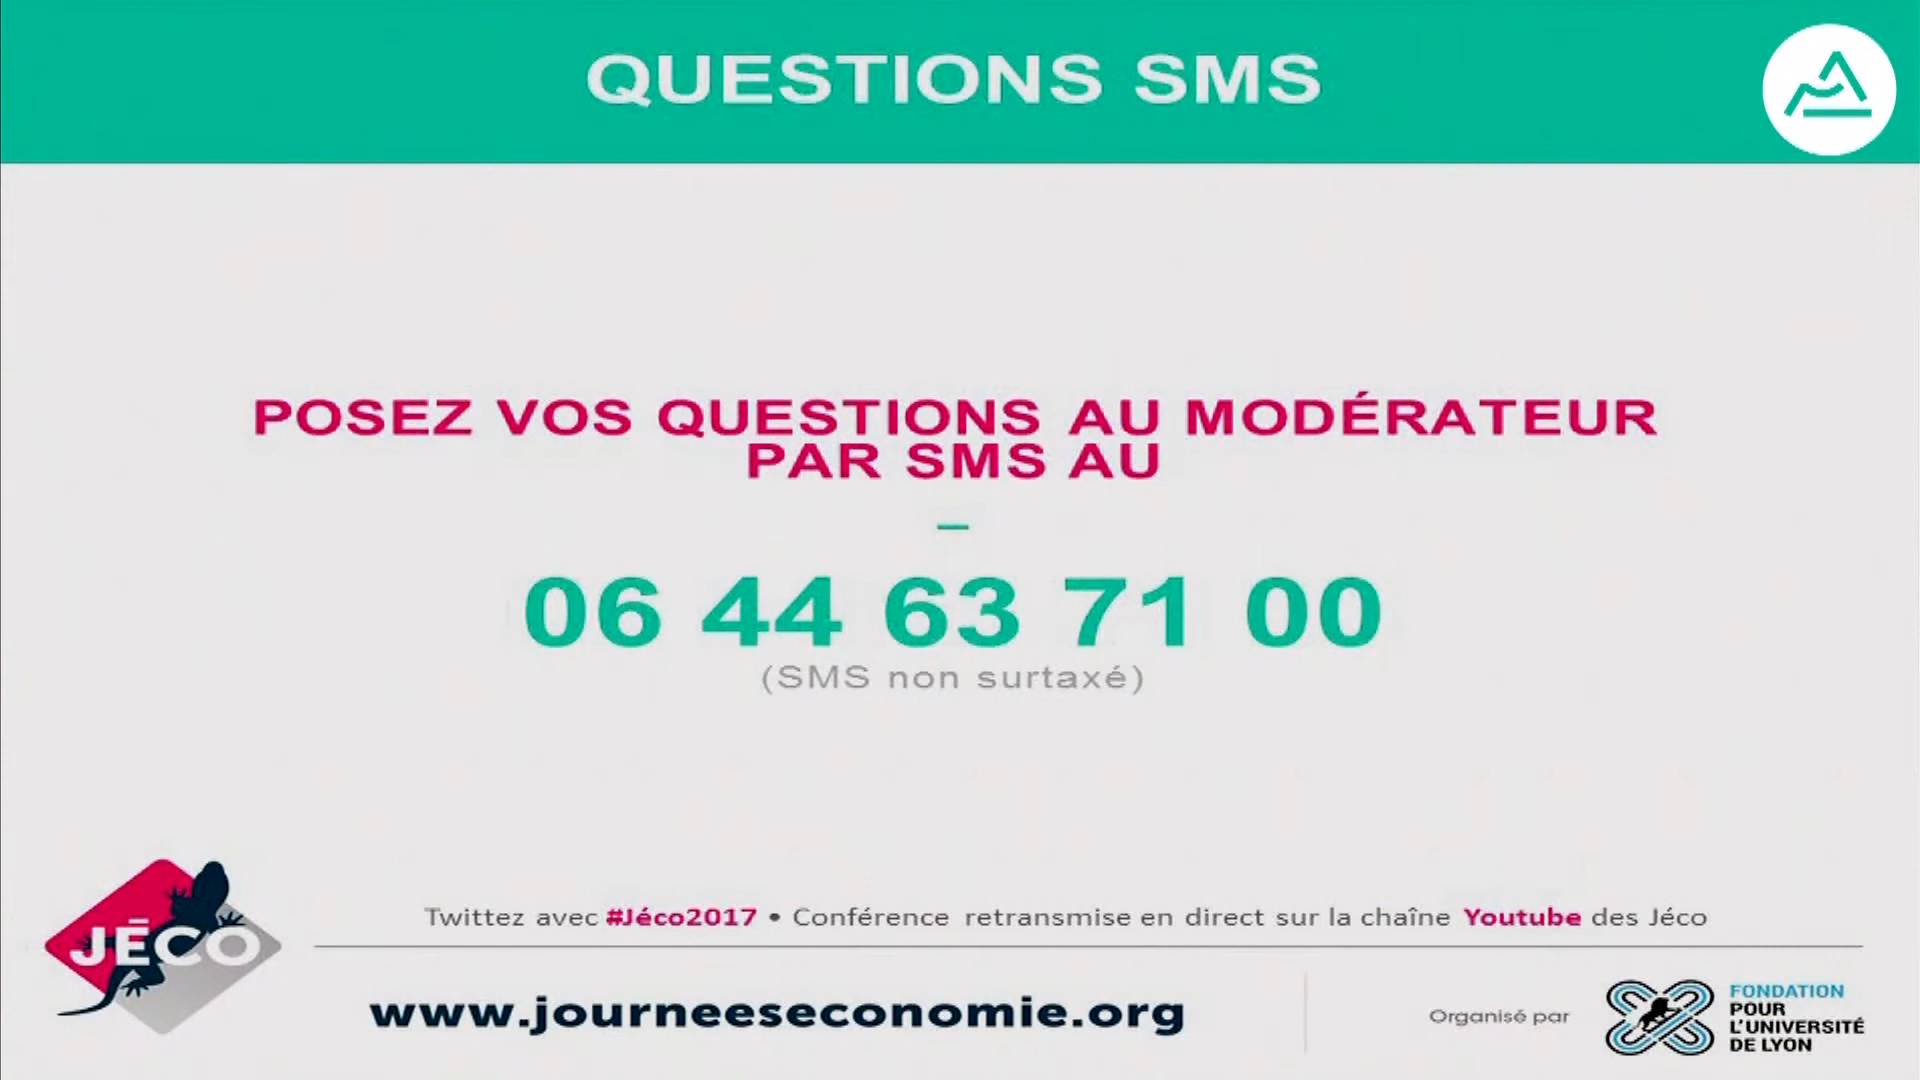 QUESTIONS SMS
POSEZ VOS QUESTIONS AU MODÉRATEUR
PAR SMS AU
–
06 44 63 71 00
(SMS non surtaxé)
JÉCO
Twittez avec #Jéco2017 • Conférence retransmise en direct sur la chaîne Youtube des Jéco
www.journeeseconomie.org
Organisé par
FONDATION
POUR
L'UNIVERSITÉ
DE LYON